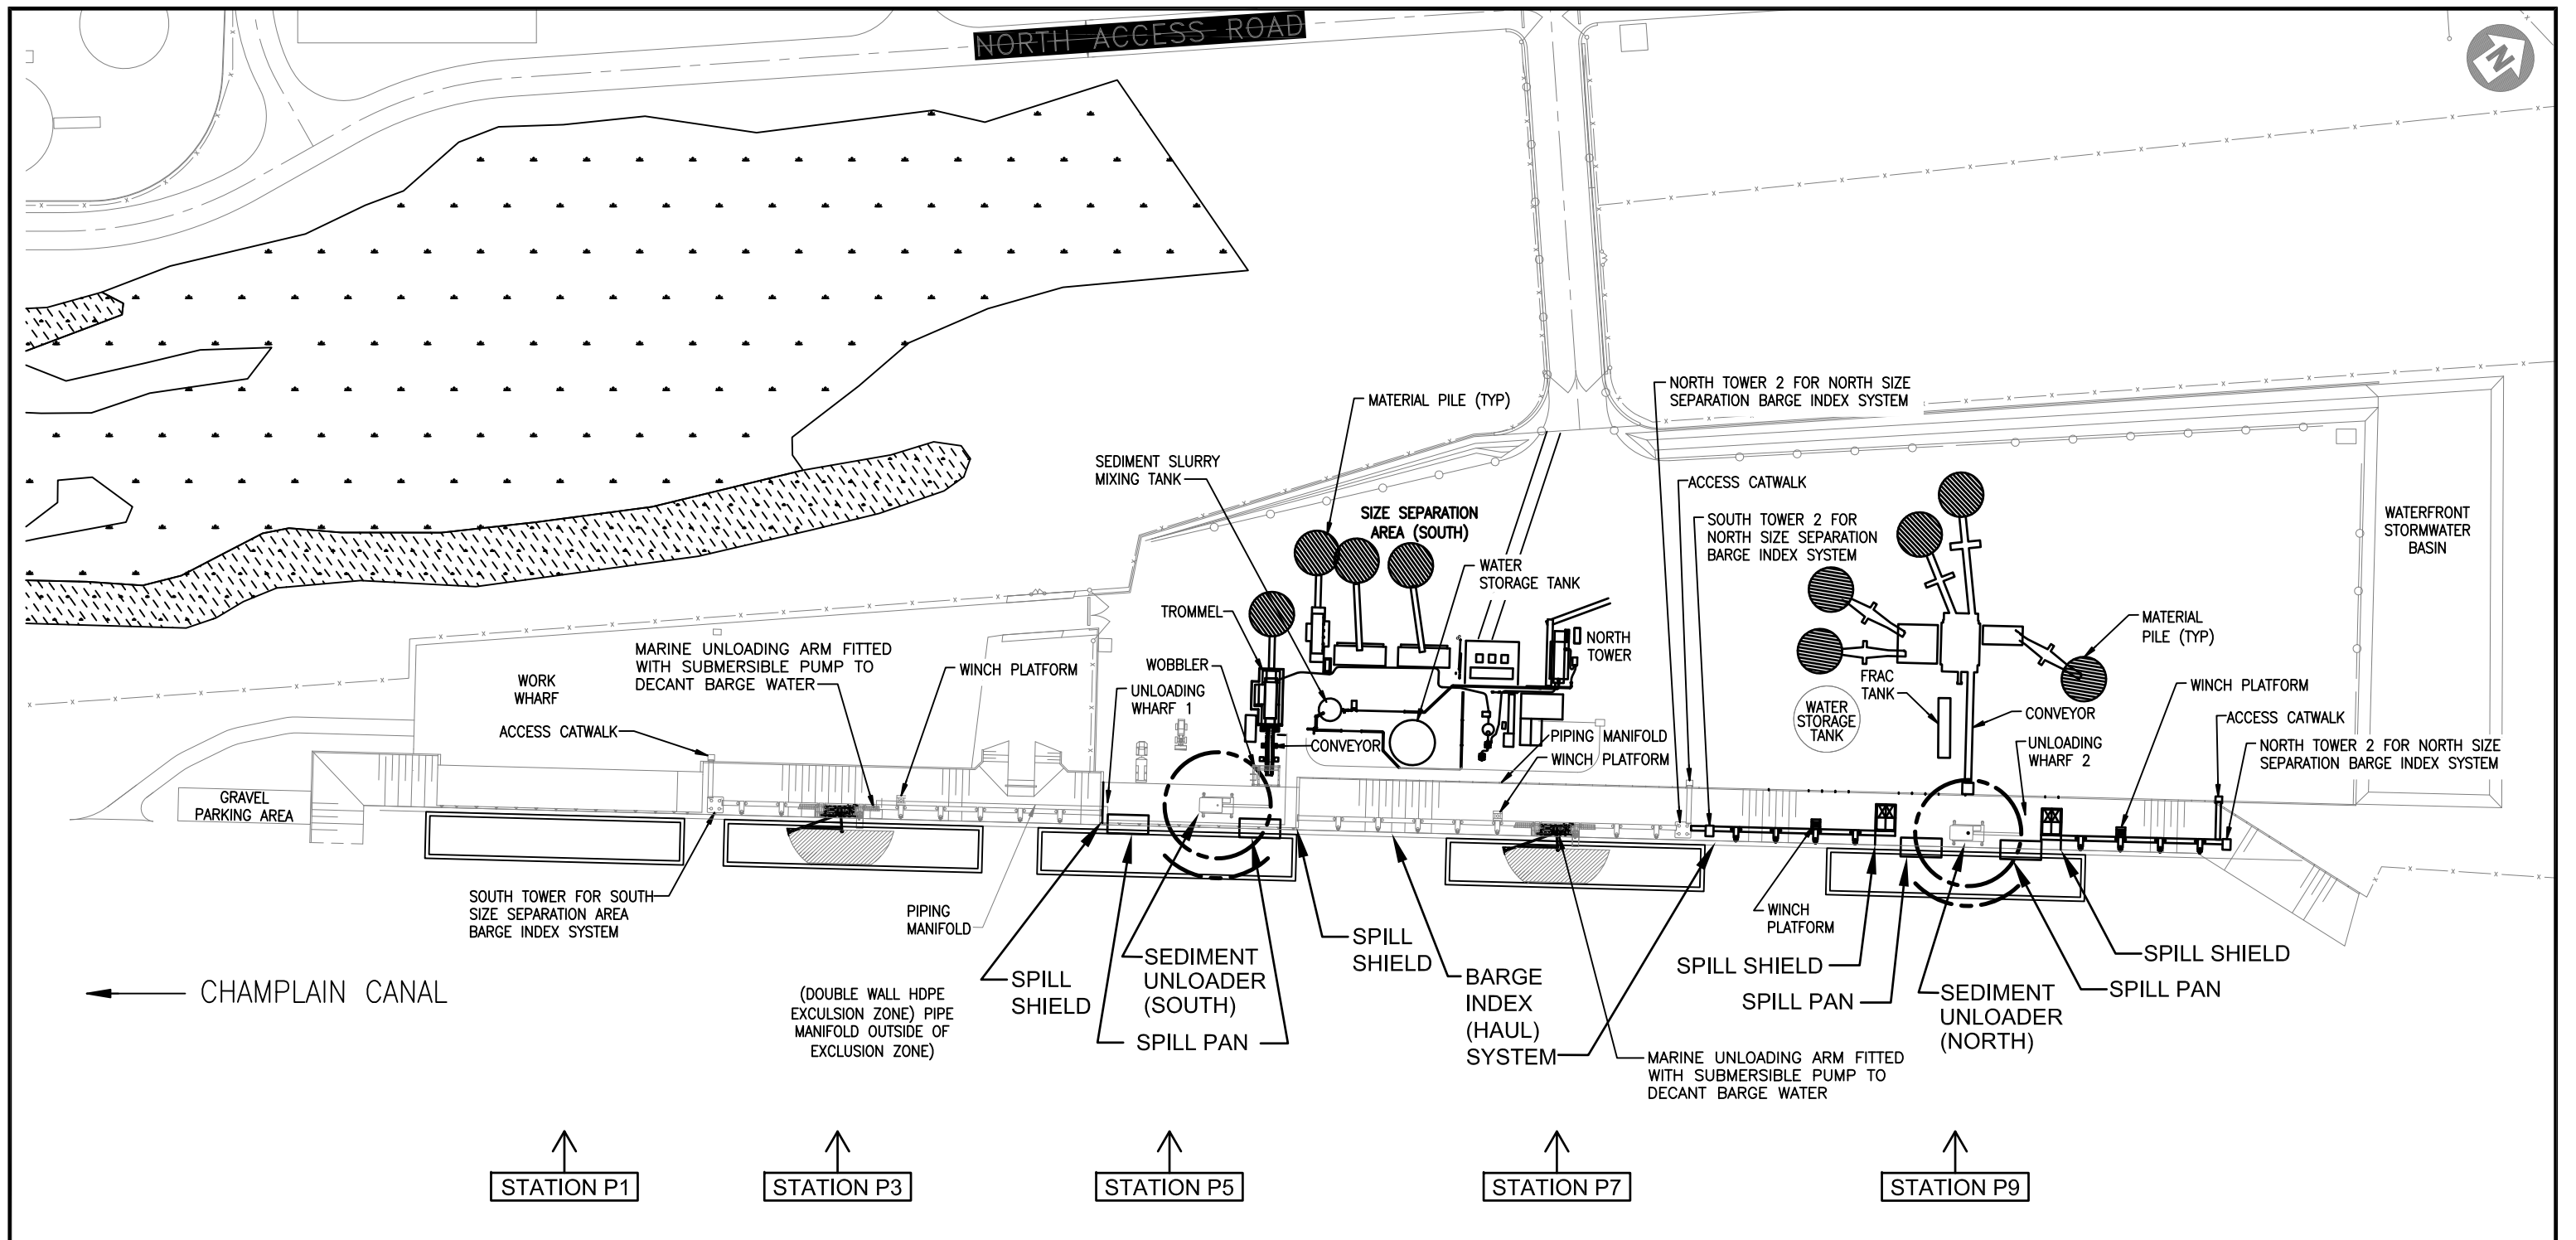 NORTH ACCESS ROAD
N
NORTH TOWER 2 FOR NORTH SIZE
SEPARATION BARGE INDEX SYSTEM
MATERIAL PILE (TYP)
SEDIMENT SLURRY
MIXING TANK
ACCESS CATWALK
SIZE SEPARATION
AREA (SOUTH)
SOUTH TOWER 2 FOR
NORTH SIZE SEPARATION
BARGE INDEX SYSTEM
WATERFRONT
STORMWATER
BASIN
WATER
STORAGE TANK
TROMMEL
NORTH
TOWER
MATERIAL
PILE (TYP)
MARINE UNLOADING ARM FITTED
WITH SUBMERSIBLE PUMP TO
DECANT BARGE WATER
WINCH PLATFORM
WOBBLER
WORK
WHARF
UNLOADING
WHARF 1
FRAC
TANK
WINCH PLATFORM
WATER
STORAGE
TANK
CONVEYOR
ACCESS CATWALK
ACCESS CATWALK
CONVEYOR
PIPING MANIFOLD
WINCH PLATFORM
UNLOADING
WHARF 2
NORTH TOWER 2 FOR NORTH SIZE
SEPARATION BARGE INDEX SYSTEM
GRAVEL
PARKING AREA
SOUTH TOWER FOR SOUTH
SIZE SEPARATION AREA
BARGE INDEX SYSTEM
PIPING
MANIFOLD
WINCH
PLATFORM
SPILL
SHIELD
SEDIMENT
UNLOADER
(SOUTH)
SPILL
SHIELD
BARGE
INDEX
(HAUL)
SYSTEM
SPILL SHIELD
SPILL PAN
SEDIMENT
UNLOADER
(NORTH)
SPILL SHIELD
SPILL PAN
CHAMPLAIN CANAL
(DOUBLE WALL HDPE
EXCULSION ZONE) PIPE
MANIFOLD OUTSIDE OF
EXCLUSION ZONE)
SPILL PAN
MARINE UNLOADING ARM FITTED
WITH SUBMERSIBLE PUMP TO
DECANT BARGE WATER
STATION P1
STATION P3
STATION P5
STATION P7
STATION P9